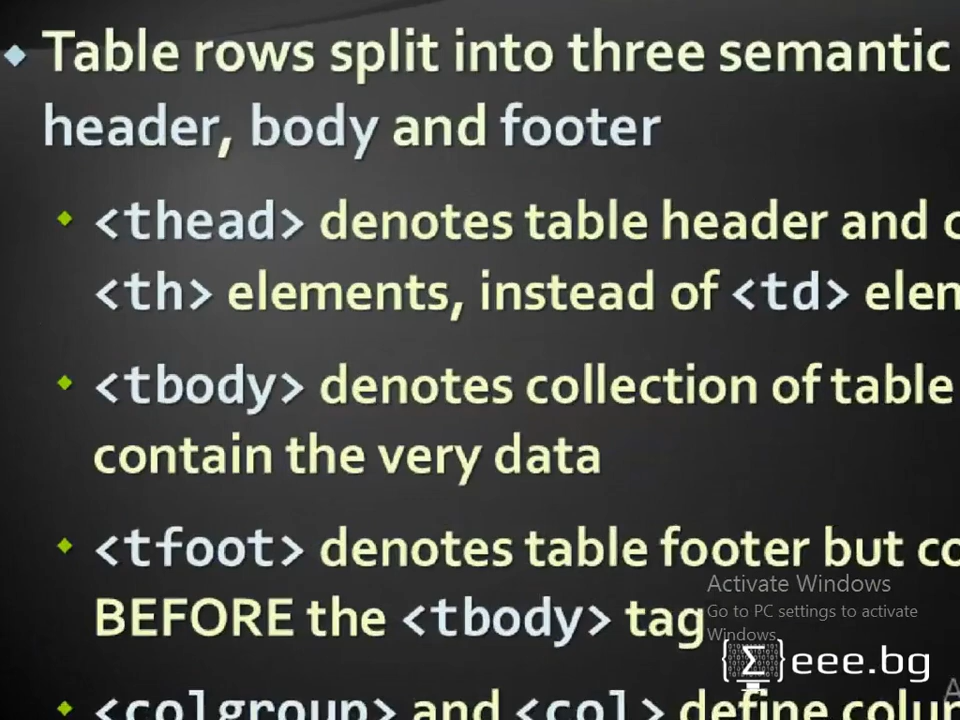 Table rows split into three semantic
header, body and footer
<thead> denotes table header and
<th> elements, instead of <td>
<tbody> denotes collection of table
contain the very data
<tfoot> denotes table footer but
BEFORE the <tbody> tag
Activate Windows
Go to PC settings to activate
Windows.
{Σ}eee.bg
<colgroup> and <col> define